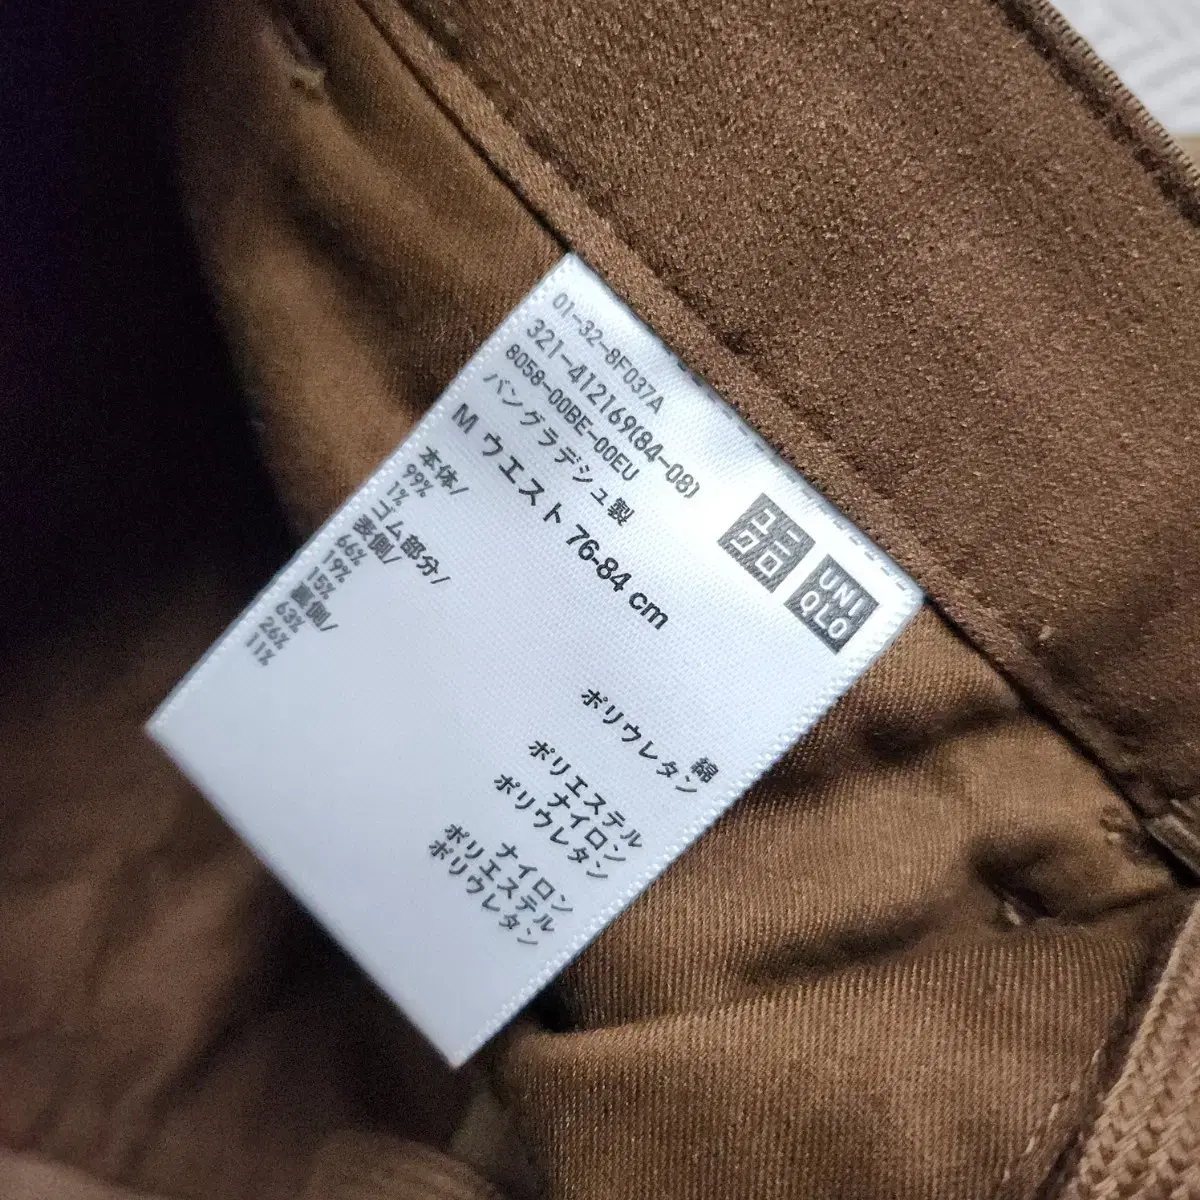 01-32-8F037A
321-412169(84-08)
8058-00BE-00EU
バングラデシュ製
M ウエスト 76-84 cm
本体/
99% 綿
1% ポリウレタン
ゴム部分/
表側/
66% ポリエステル
19% ナイロン
15% ポリウレタン
裏側/
63% ナイロン
26% ポリエステル
11% ポリウレタン
ユニ
クロ
UNI
QLO